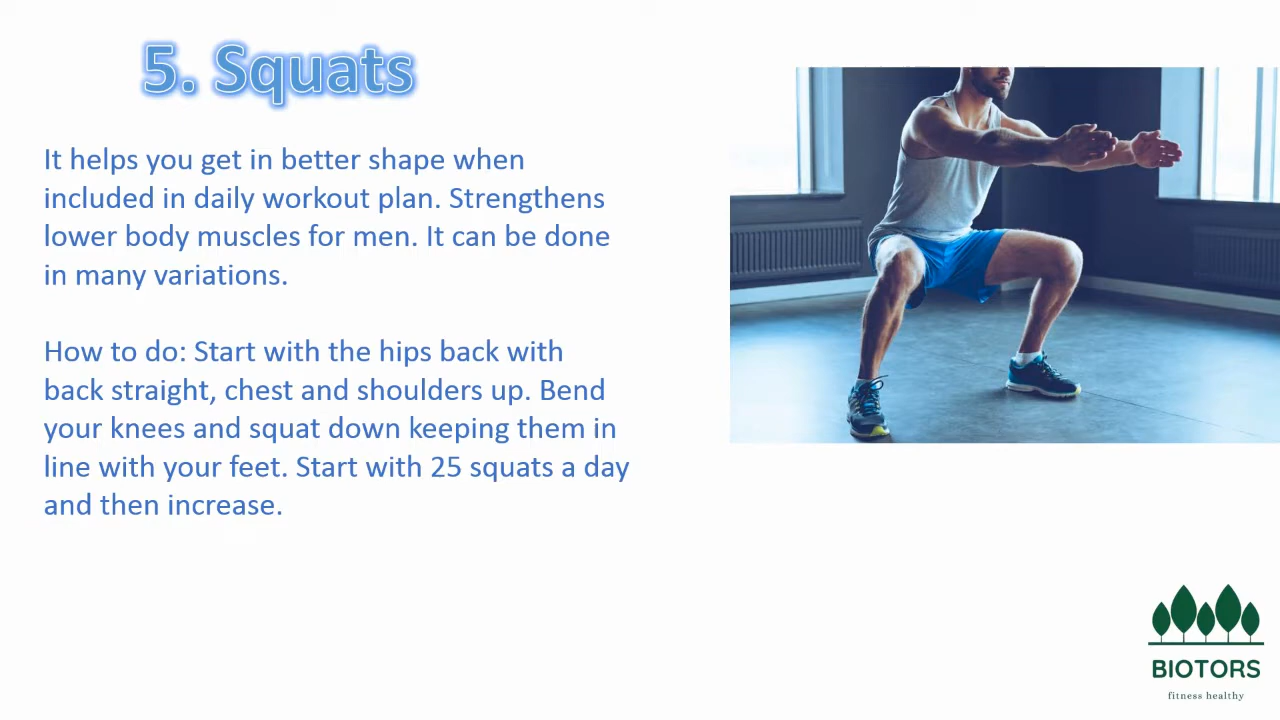 5. Squats
It helps you get in better shape when
included in daily workout plan. Strengthens
lower body muscles for men. It can be done
in many variations.
How to do: Start with the hips back with
back straight, chest and shoulders up. Bend
your knees and squat down keeping them in
line with your feet. Start with 25 squats a day
and then increase.
BIOTORS
fitness healthy